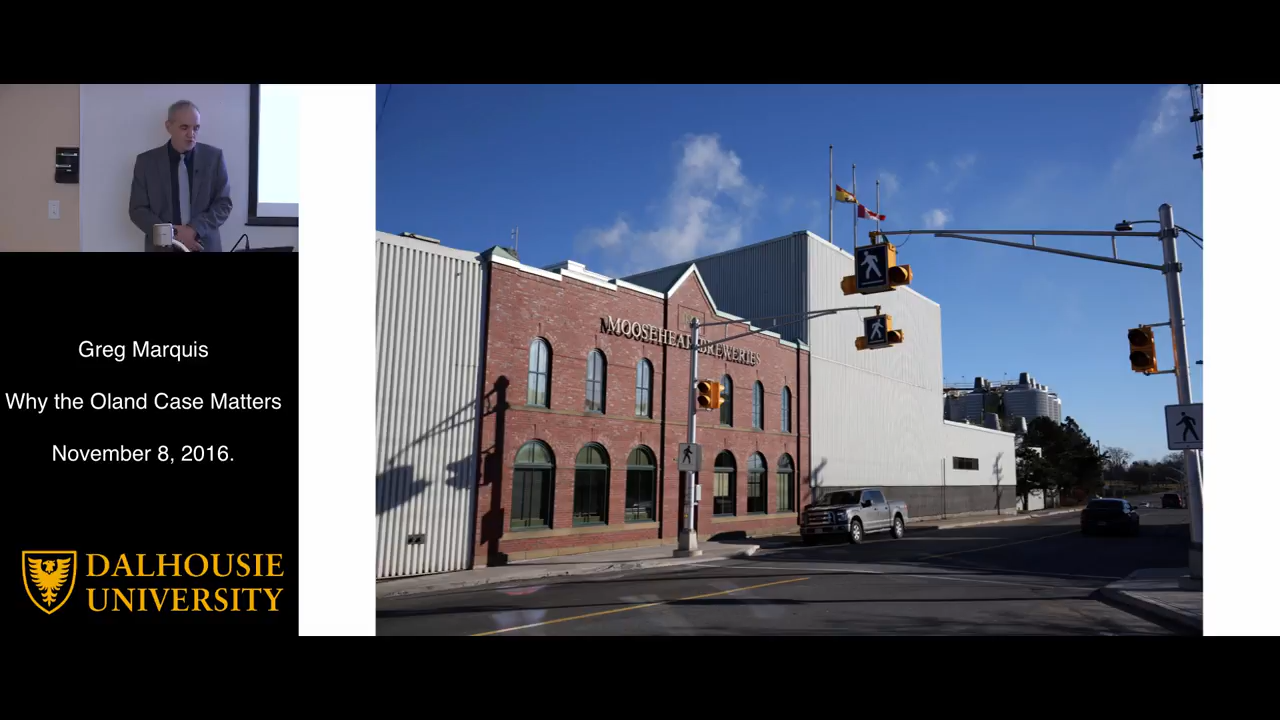 Greg Marquis
Why the Oland Case Matters
November 8, 2016.
DALHOUSIE
UNIVERSITY
MOOSEHEAD BREWERIES